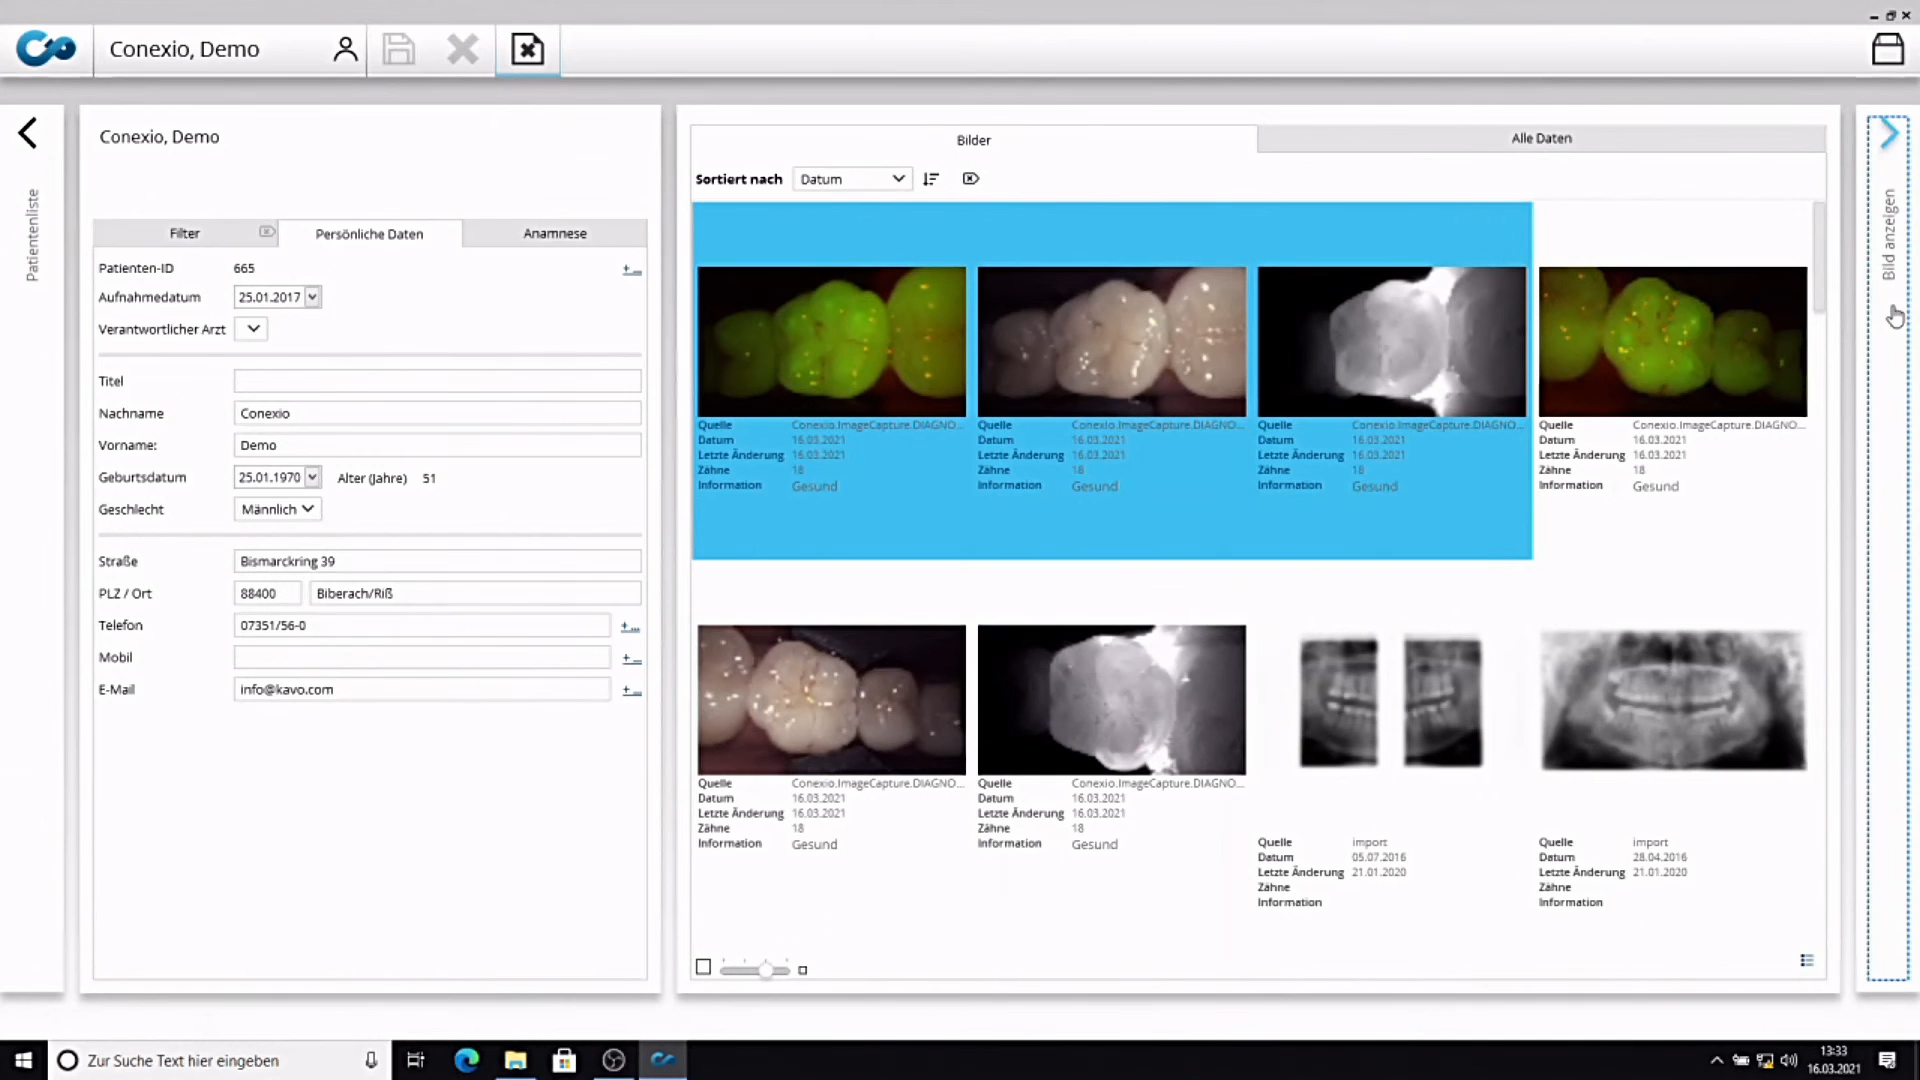 Conexio, Demo
Patientenliste
Conexio, Demo
Filter
Persönliche Daten
Anamnese
Patienten-ID 665
Aufnahmedatum 25.01.2017
Verantwortlicher Arzt
Titel
Nachname Conexio
Vorname: Demo
Geburtsdatum 25.01.1970 Alter (Jahre) 51
Geschlecht Männlich
Straße Bismarckring 39
PLZ / Ort 88400 Biberach/Riß
Telefon 07351/56-0
Mobil
E-Mail info@kavo.com
Bilder
Alle Daten
Sortiert nach Datum
Quelle Conexio.ImageCapture.DIAGNO...
Datum 16.03.2021
Letzte Änderung 16.03.2021
Zähne 18
Information Gesund
Quelle Conexio.ImageCapture.DIAGNO...
Datum 16.03.2021
Letzte Änderung 16.03.2021
Zähne 18
Information Gesund
Quelle Conexio.ImageCapture.DIAGNO...
Datum 16.03.2021
Letzte Änderung 16.03.2021
Zähne 18
Information Gesund
Quelle Conexio.ImageCapture.DIAGNO...
Datum 16.03.2021
Letzte Änderung 16.03.2021
Zähne 18
Information Gesund
Quelle Conexio.ImageCapture.DIAGNO...
Datum 16.03.2021
Letzte Änderung 16.03.2021
Zähne 18
Information Gesund
Quelle Conexio.ImageCapture.DIAGNO...
Datum 16.03.2021
Letzte Änderung 16.03.2021
Zähne 18
Information Gesund
Quelle import
Datum 05.07.2016
Letzte Änderung 21.01.2020
Zähne
Information
Quelle import
Datum 28.04.2016
Letzte Änderung 21.01.2020
Zähne
Information
Bild anzeigen
Zur Suche Text hier eingeben
13:33
16.03.2021